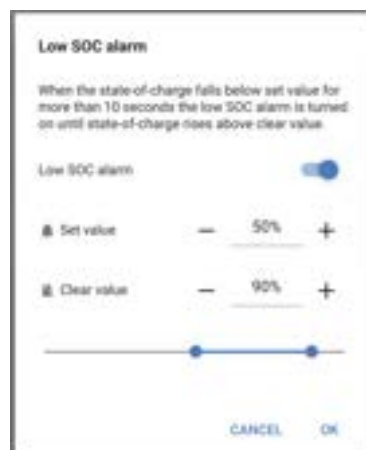 Low SOC alarm
When the state-of-charge falls below set value for
more than 10 seconds the low SOC alarm is turned
on until state-of-charge rises above clear value.
Low SOC alarm
Set value — 50% +
Clear value — 90% +
CANCEL OK